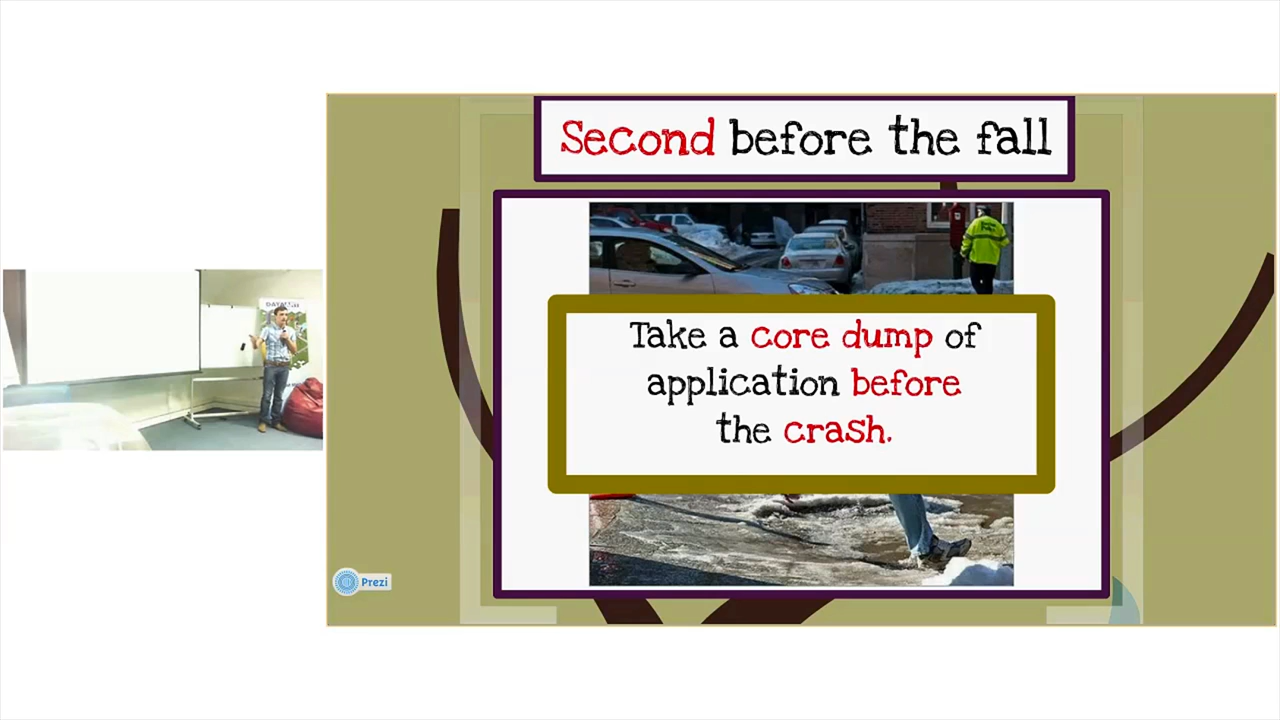 Second before the fall
Take a core dump of
application before
the crash.
Prezi